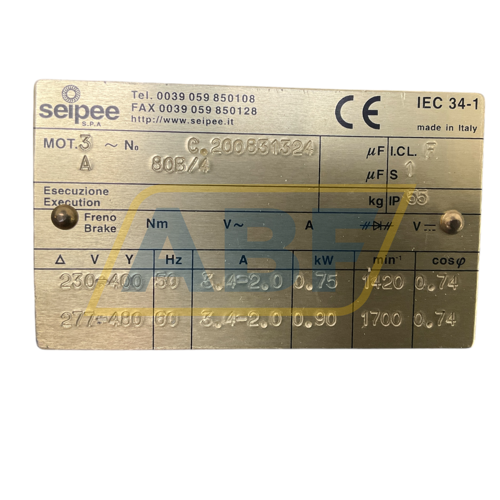 seipee
S.P.A
Tel. 0039 059 850108
FAX 0039 059 850128
http://www.seipee.it
CE
IEC 34-1
made in Italy
MOT. 3 ~ No G.200831324
µF I.CL. F
A 80B/4
µF S 1
Esecuzione
Execution
kg IP 55
Freno
Brake Nm V~ A V
Δ V Y Hz A kW min⁻¹ cosφ
230-400 50 3.4-2.0 0.75 1420 0.74
277-480 60 3.4-2.0 0.90 1700 0.74
ABF